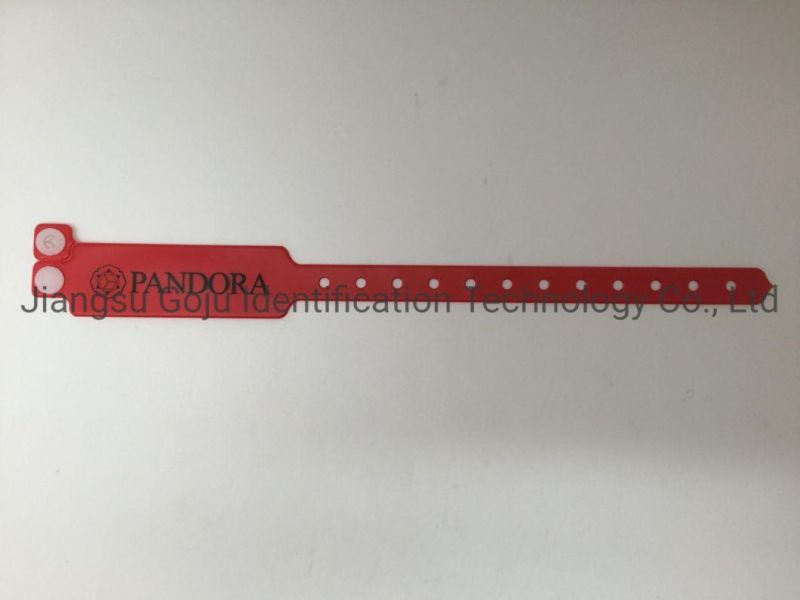 PANDORA
Jiangsu Goju Identification Technology Co., Ltd